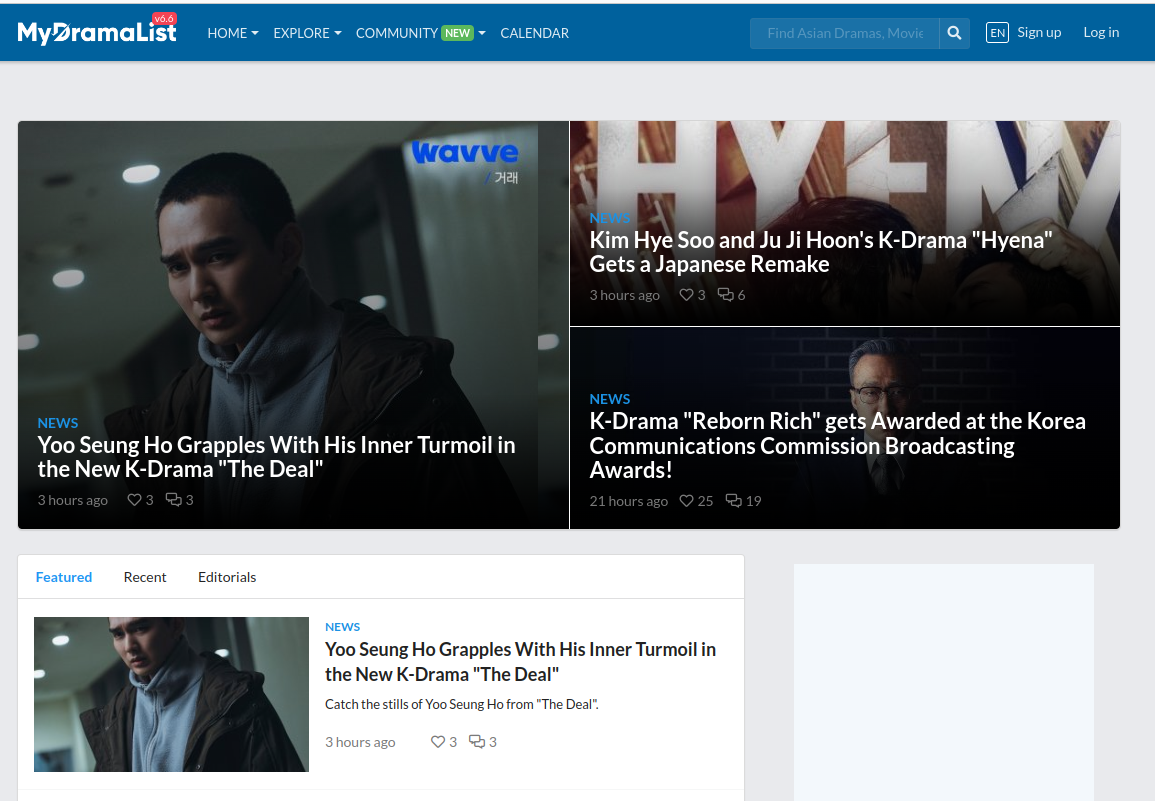 MyDramaList
v6.6
HOME
EXPLORE
COMMUNITY NEW
CALENDAR
Find Asian Dramas, Movie
EN
Sign up
Log in
wavve
거래
NEWS
Yoo Seung Ho Grapples With His Inner Turmoil in
the New K-Drama "The Deal"
3 hours ago 3 3
HYENA
NEWS
Kim Hye Soo and Ju Ji Hoon's K-Drama "Hyena"
Gets a Japanese Remake
3 hours ago 3 6
NEWS
K-Drama "Reborn Rich" gets Awarded at the Korea
Communications Commission Broadcasting
Awards!
21 hours ago 25 19
Featured
Recent
Editorials
NEWS
Yoo Seung Ho Grapples With His Inner Turmoil in
the New K-Drama "The Deal"
Catch the stills of Yoo Seung Ho from "The Deal".
3 hours ago 3 3